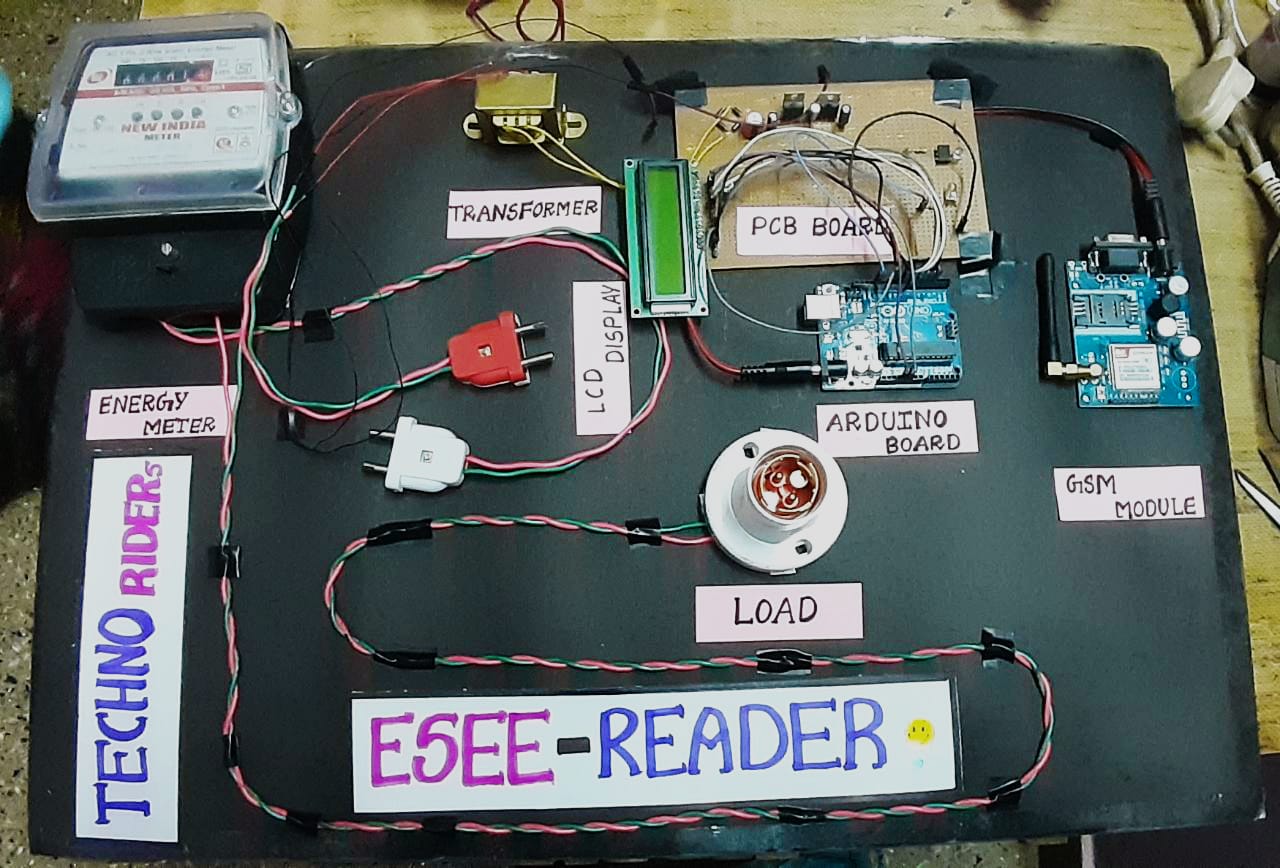 NEW INDIA
METER
TRANSFORMER
PCB BOARD
LCD
DISPLAY
ENERGY
METER
ARDUINO
BOARD
GSM
MODULE
LOAD
TECHNO RIDERS
ESEE-READER